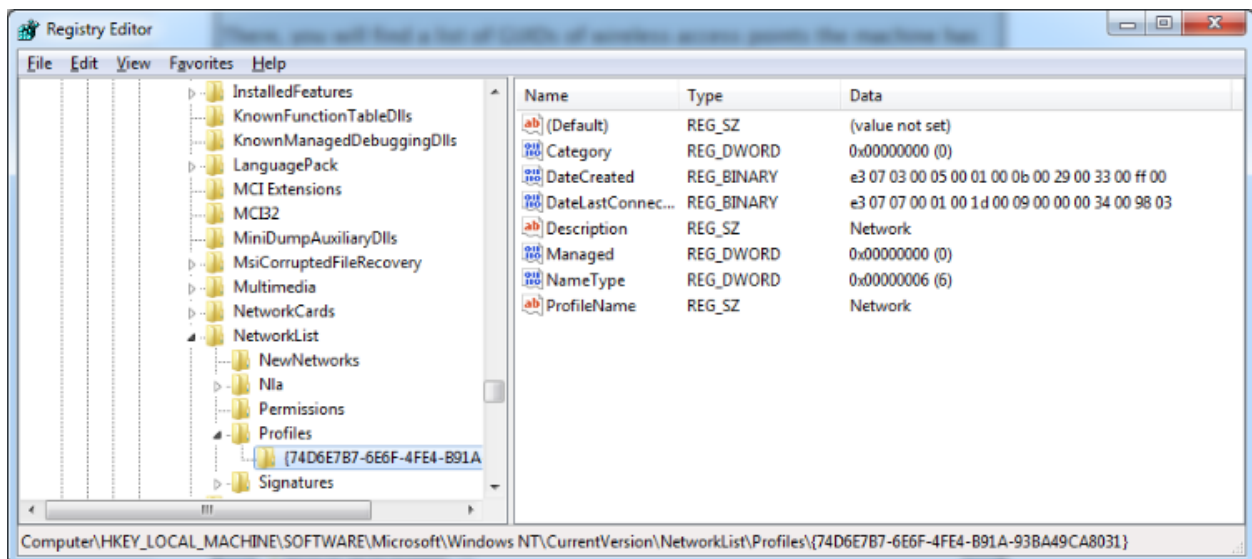 Registry Editor
There, you will find a list of GUIDs of wireless access points the machine has
File Edit View Favorites Help
InstalledFeatures
KnownFunctionTableDlls
KnownManagedDebuggingDlls
LanguagePack
MCI Extensions
MCI32
MiniDumpAuxiliaryDlls
MsiCorruptedFileRecovery
Multimedia
NetworkCards
NetworkList
NewNetworks
Nla
Permissions
Profiles
{74D6E7B7-6E6F-4FE4-B91A
Signatures
Name Type Data
(Default) REG_SZ (value not set)
Category REG_DWORD 0x00000000 (0)
DateCreated REG_BINARY e3 07 03 00 05 00 01 00 0b 00 29 00 33 00 ff 00
DateLastConnec... REG_BINARY e3 07 07 00 01 00 1d 00 09 00 00 00 34 00 98 03
Description REG_SZ Network
Managed REG_DWORD 0x00000000 (0)
NameType REG_DWORD 0x00000006 (6)
ProfileName REG_SZ Network
Computer\HKEY_LOCAL_MACHINE\SOFTWARE\Microsoft\Windows NT\CurrentVersion\NetworkList\Profiles\{74D6E7B7-6E6F-4FE4-B91A-93BA49CA8031}